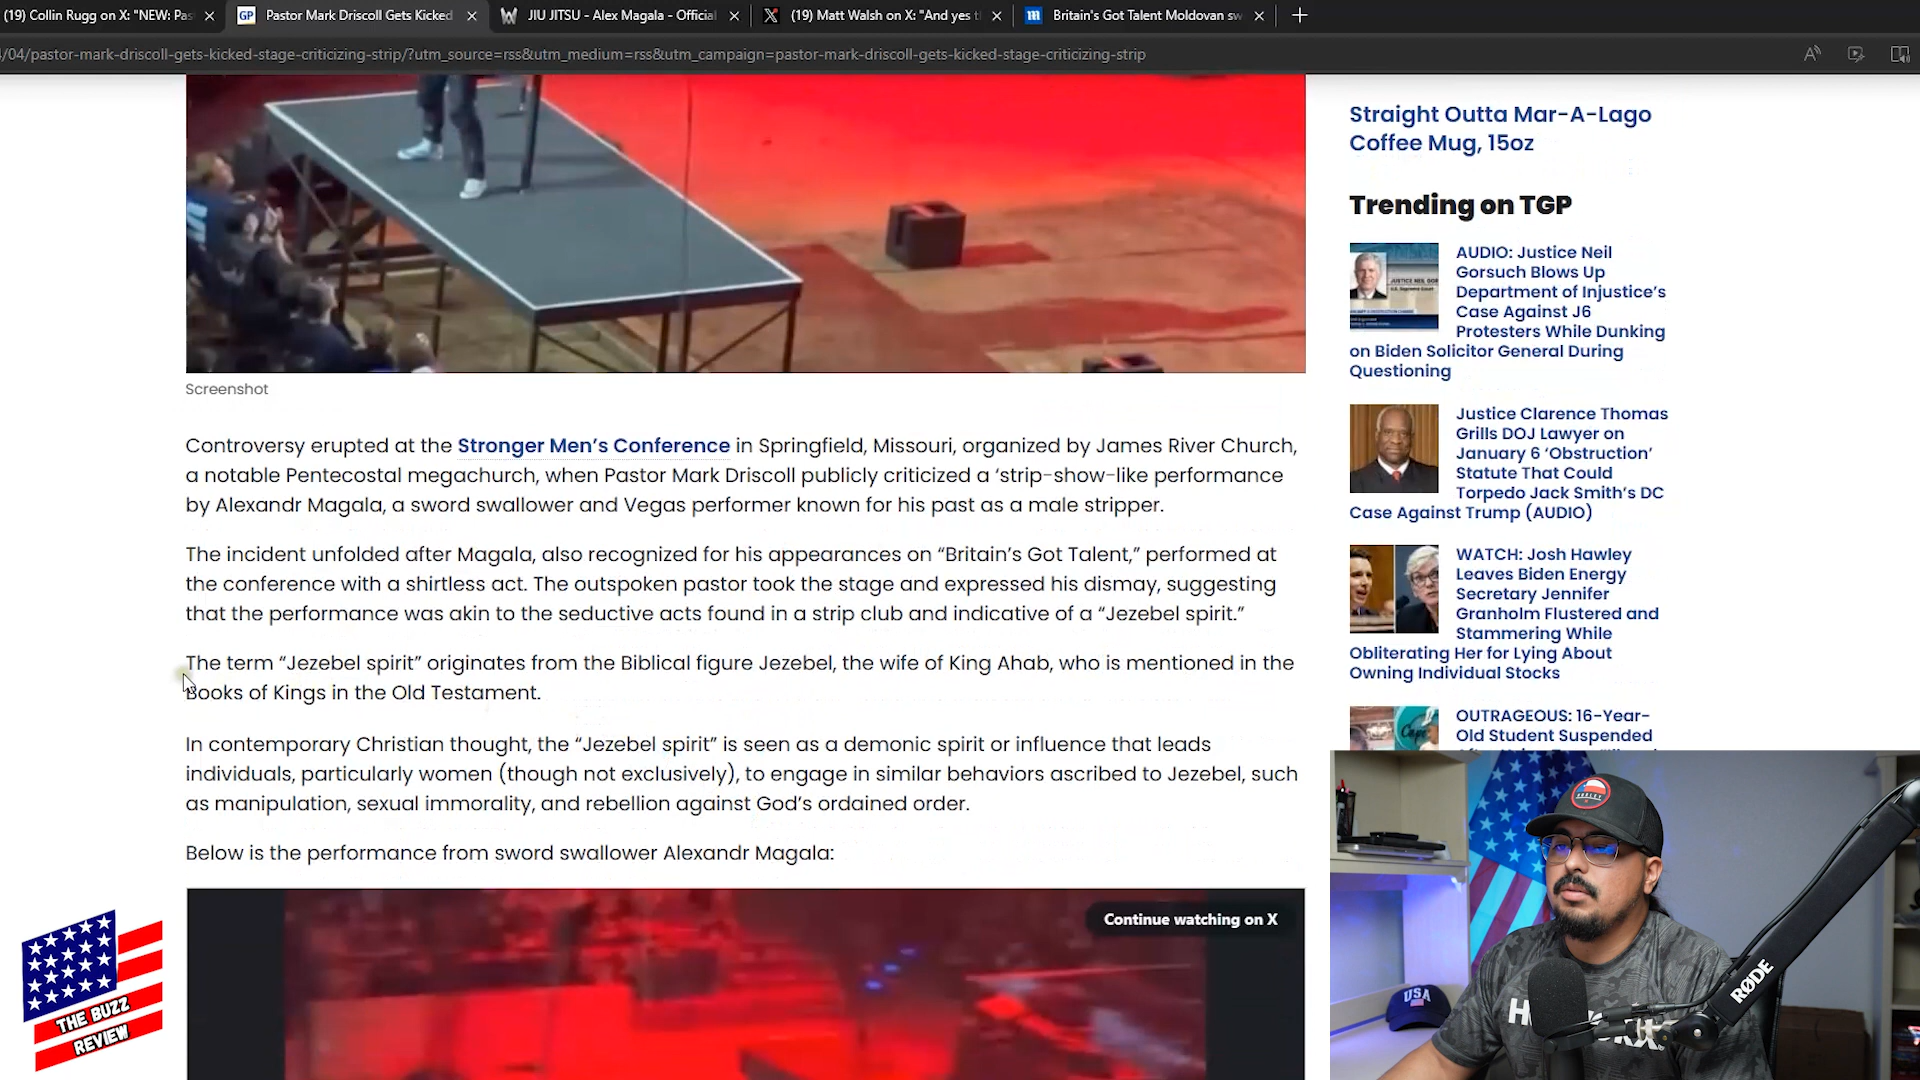 (19) Collin Rugg on X: "NEW: Pas
Pastor Mark Driscoll Gets Kicked
JIU JITSU - Alex Magala - Official
(19) Matt Walsh on X: "And yes t
Britain's Got Talent Moldovan sw
/04/pastor-mark-driscoll-gets-kicked-stage-criticizing-strip/?utm_source=rss&utm_medium=rss&utm_campaign=pastor-mark-driscoll-gets-kicked-stage-criticizing-strip
Screenshot
Controversy erupted at the Stronger Men's Conference in Springfield, Missouri, organized by James River Church,
a notable Pentecostal megachurch, when Pastor Mark Driscoll publicly criticized a ‘strip-show-like performance
by Alexandr Magala, a sword swallower and Vegas performer known for his past as a male stripper.
The incident unfolded after Magala, also recognized for his appearances on “Britain’s Got Talent,” performed at
the conference with a shirtless act. The outspoken pastor took the stage and expressed his dismay, suggesting
that the performance was akin to the seductive acts found in a strip club and indicative of a “Jezebel spirit.”
The term “Jezebel spirit” originates from the Biblical figure Jezebel, the wife of King Ahab, who is mentioned in the
Books of Kings in the Old Testament.
In contemporary Christian thought, the “Jezebel spirit” is seen as a demonic spirit or influence that leads
individuals, particularly women (though not exclusively), to engage in similar behaviors ascribed to Jezebel, such
as manipulation, sexual immorality, and rebellion against God’s ordained order.
Below is the performance from sword swallower Alexandr Magala:
Continue watching on X
Straight Outta Mar-A-Lago
Coffee Mug, 15oz
Trending on TGP
AUDIO: Justice Neil
Gorsuch Blows Up
Department of Injustice’s
Case Against J6
Protesters While Dunking
on Biden Solicitor General During
Questioning
Justice Clarence Thomas
Grills DOJ Lawyer on
January 6 ‘Obstruction’
Statute That Could
Torpedo Jack Smith’s DC
Case Against Trump (AUDIO)
WATCH: Josh Hawley
Leaves Biden Energy
Secretary Jennifer
Granholm Flustered and
Stammering While
Obliterating Her for Lying About
Owning Individual Stocks
OUTRAGEOUS: 16-Year-
Old Student Suspended
THE BUZZ
REVIEW
USA
RØDE